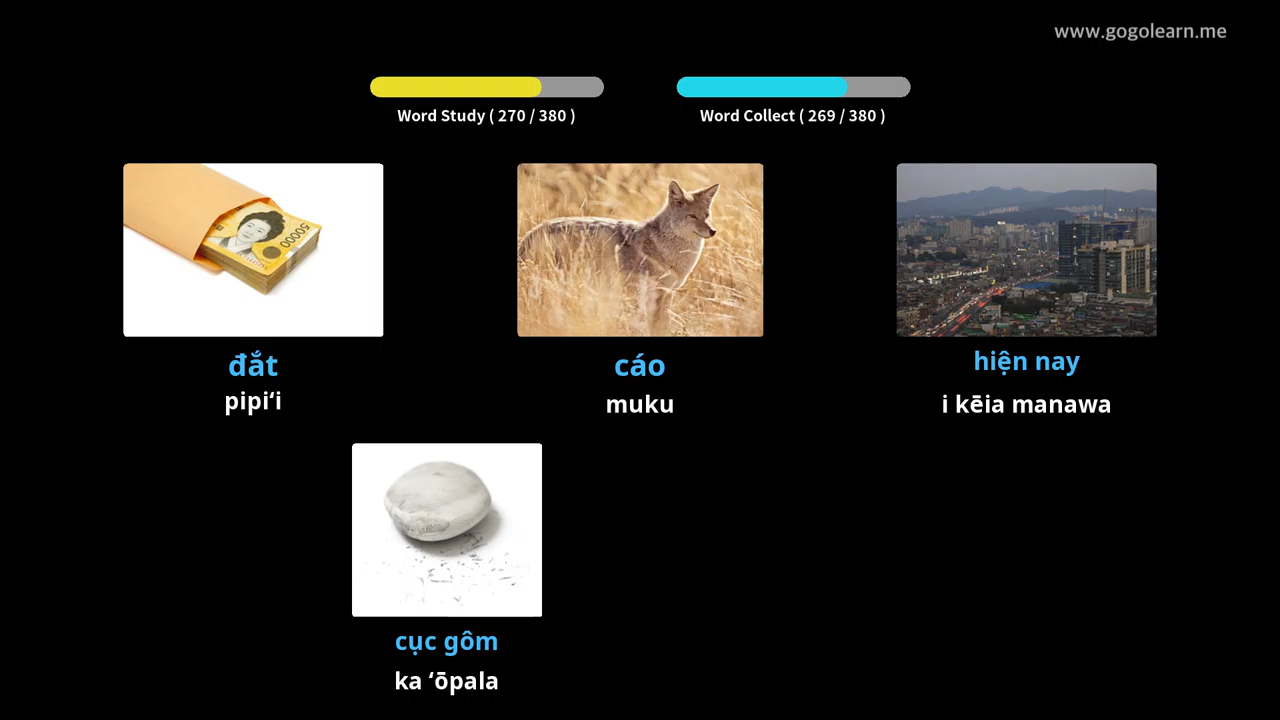 www.gogolearn.me
Word Study ( 270 / 380 )
Word Collect ( 269 / 380 )
50000
đắt
pipiʻi
cáo
muku
hiện nay
i kēia manawa
cục gôm
ka ʻōpala